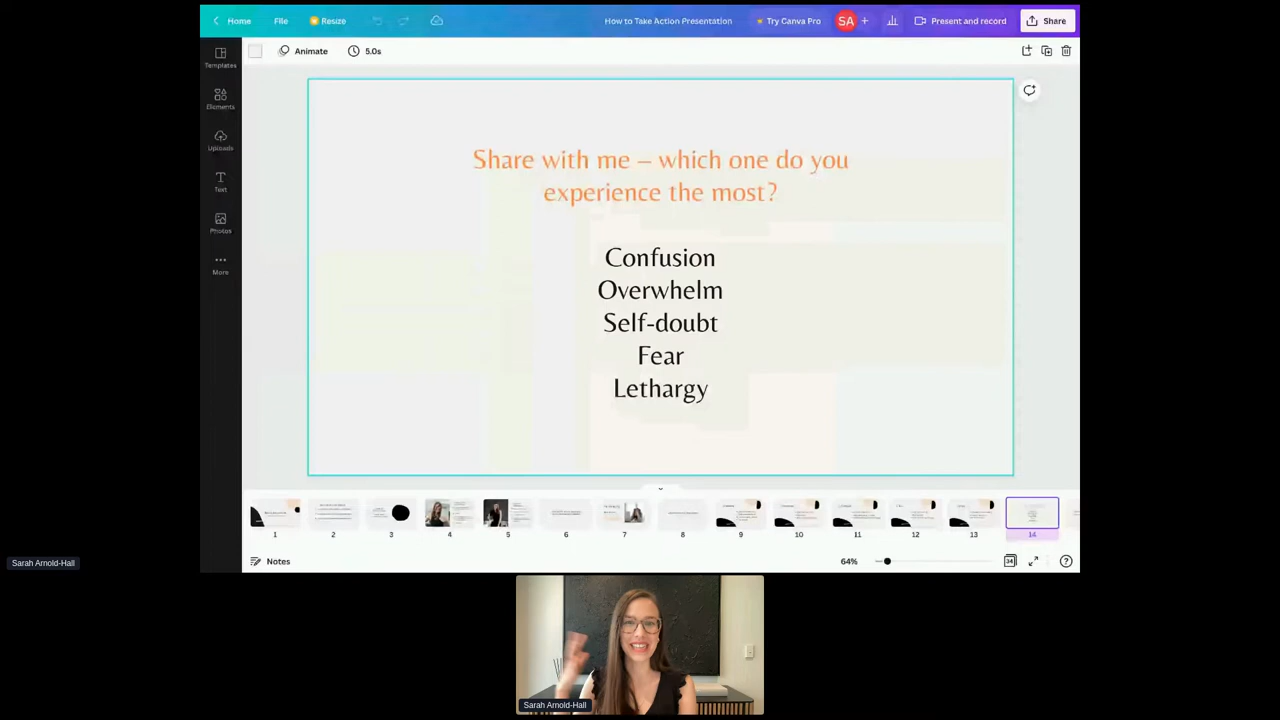 Home
File
Resize
How to Take Action Presentation
Try Canva Pro
SA
Present and record
Share
Animate
5.0s
Templates
Elements
Uploads
Text
Photos
More
Share with me – which one do you
experience the most?
Confusion
Overwhelm
Self-doubt
Fear
Lethargy
1
2
3
4
5
6
7
8
9
10
11
12
13
14
Notes
64%
34
Sarah Arnold-Hall
Sarah Arnold-Hall